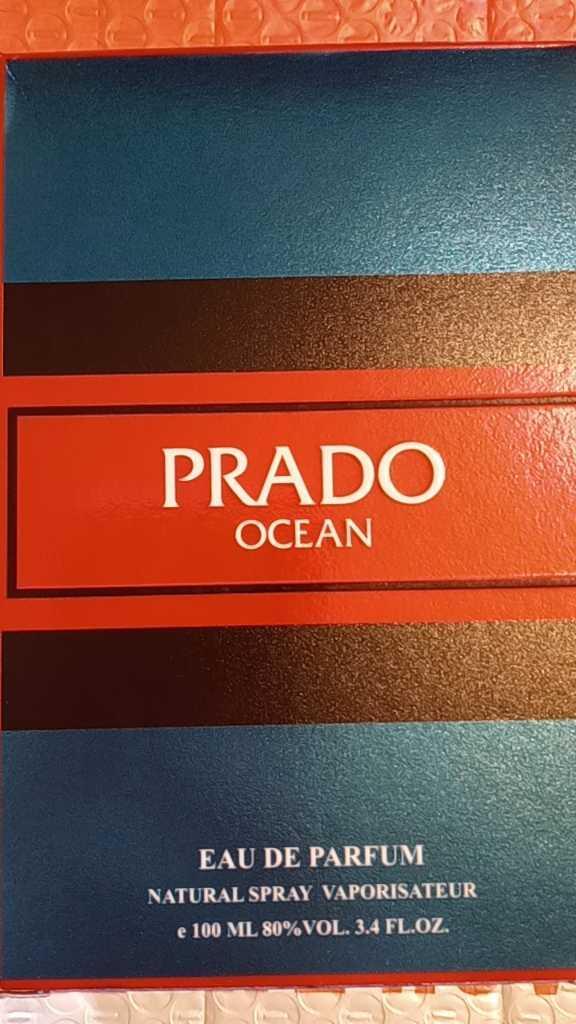 PRADO
OCEAN
EAU DE PARFUM
NATURAL SPRAY VAPORISATEUR
e 100 ML 80%VOL. 3.4 FL.OZ.